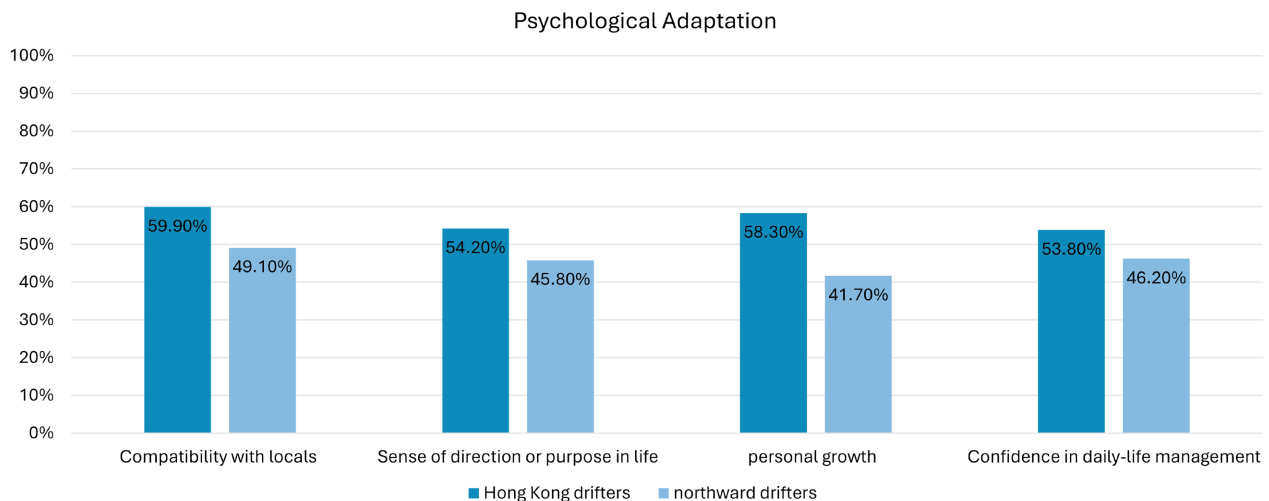 Psychological Adaptation
100%
90%
80%
70%
60%
50%
40%
30%
20%
10%
0%
59.90%
49.10%
54.20%
45.80%
58.30%
41.70%
53.80%
46.20%
Compatibility with locals
Sense of direction or purpose in life
personal growth
Confidence in daily-life management
Hong Kong drifters
northward drifters